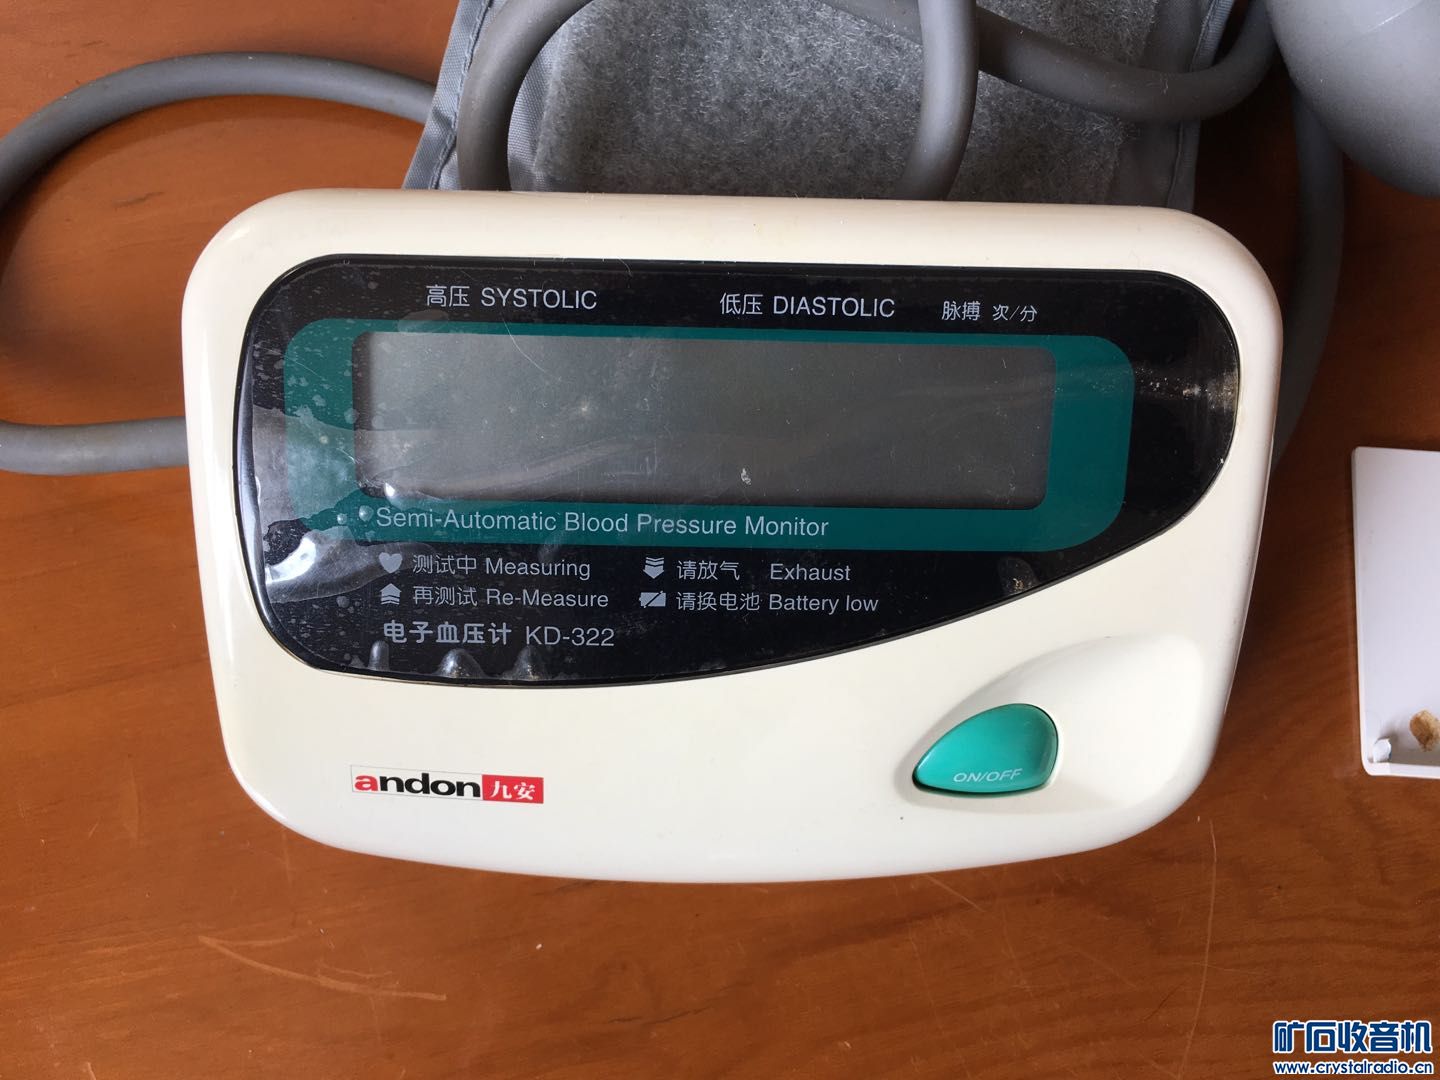 高压 SYSTOLIC 低压 DIASTOLIC 脉搏 次/分
Semi-Automatic Blood Pressure Monitor
测试中 Measuring 请放气 Exhaust
再测试 Re-Measure 请换电池 Battery low
电子血压计 KD-322
andon 九安
ON/OFF
矿石收音机
www.crystalradio.cn